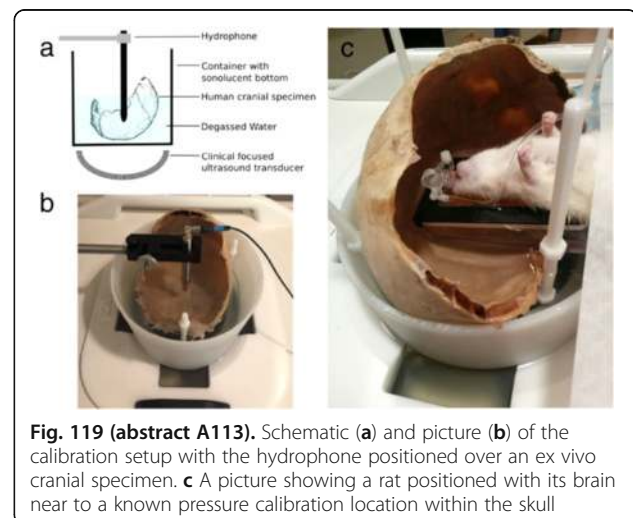 a
Hydrophone
Container with
sonolucent bottom
Human cranial specimen
Degassed Water
Clinical focused
ultrasound transducer
b
c
Fig. 119 (abstract A113). Schematic (a) and picture (b) of the
calibration setup with the hydrophone positioned over an ex vivo
cranial specimen. c A picture showing a rat positioned with its brain
near to a known pressure calibration location within the skull